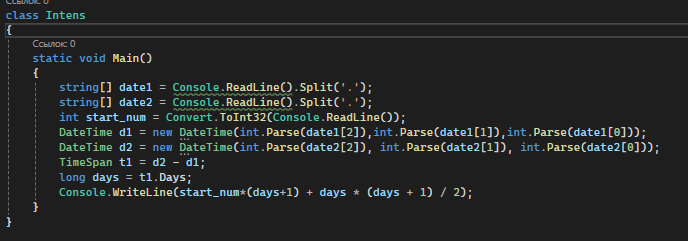 Ссылок: 0
class Intens
{
Ссылок: 0
static void Main()
{
string[] date1 = Console.ReadLine().Split('.');
string[] date2 = Console.ReadLine().Split('.');
int start_num = Convert.ToInt32(Console.ReadLine());
DateTime d1 = new DateTime(int.Parse(date1[2]),int.Parse(date1[1]),int.Parse(date1[0]));
DateTime d2 = new DateTime(int.Parse(date2[2]), int.Parse(date2[1]), int.Parse(date2[0]));
TimeSpan t1 = d2 - d1;
long days = t1.Days;
Console.WriteLine(start_num*(days+1) + days * (days + 1) / 2);
}
}